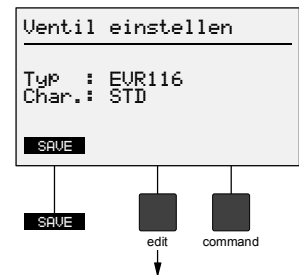 Ventil einstellen
Typ : EVR116
Char.: STD
SAVE
SAVE
edit command